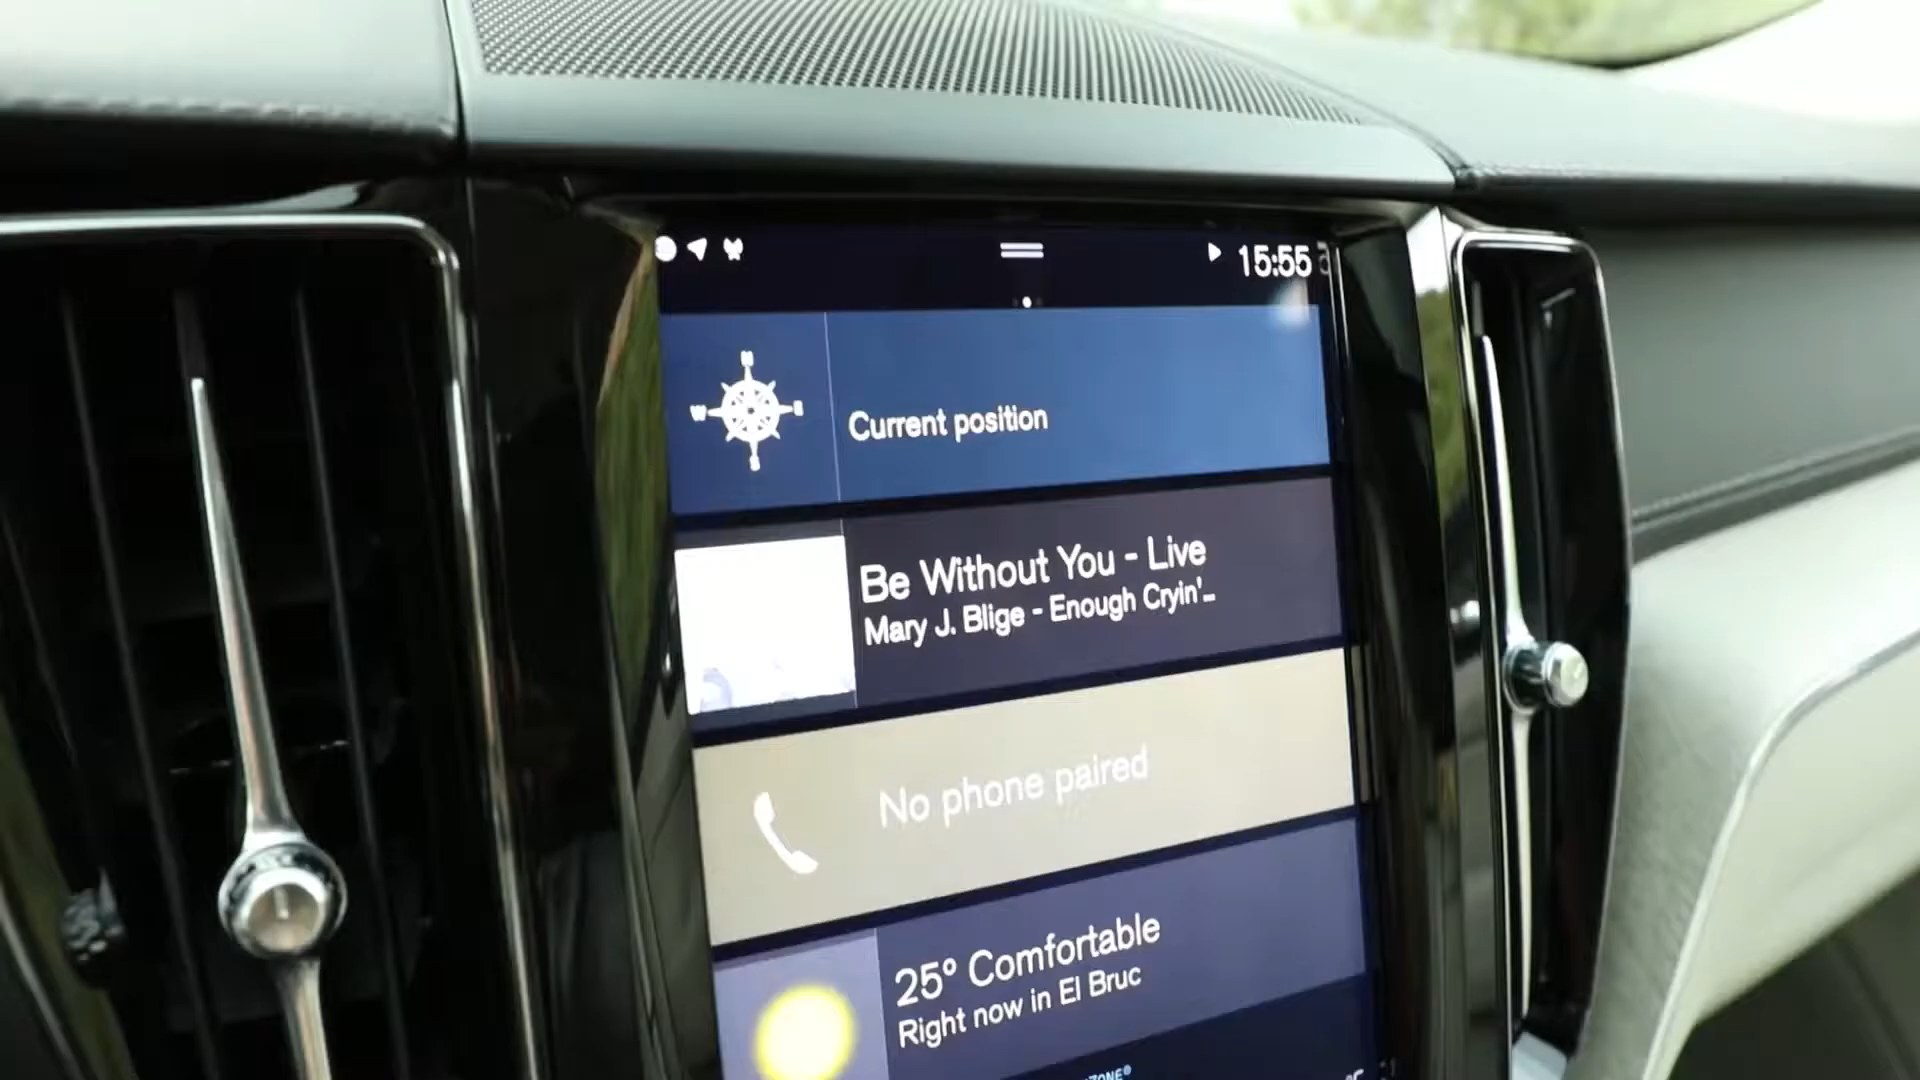 15:55
N
W
E
S
Current position
Be Without You - Live
Mary J. Blige - Enough Cryin'...
No phone paired
25° Comfortable
Right now in El Bruc